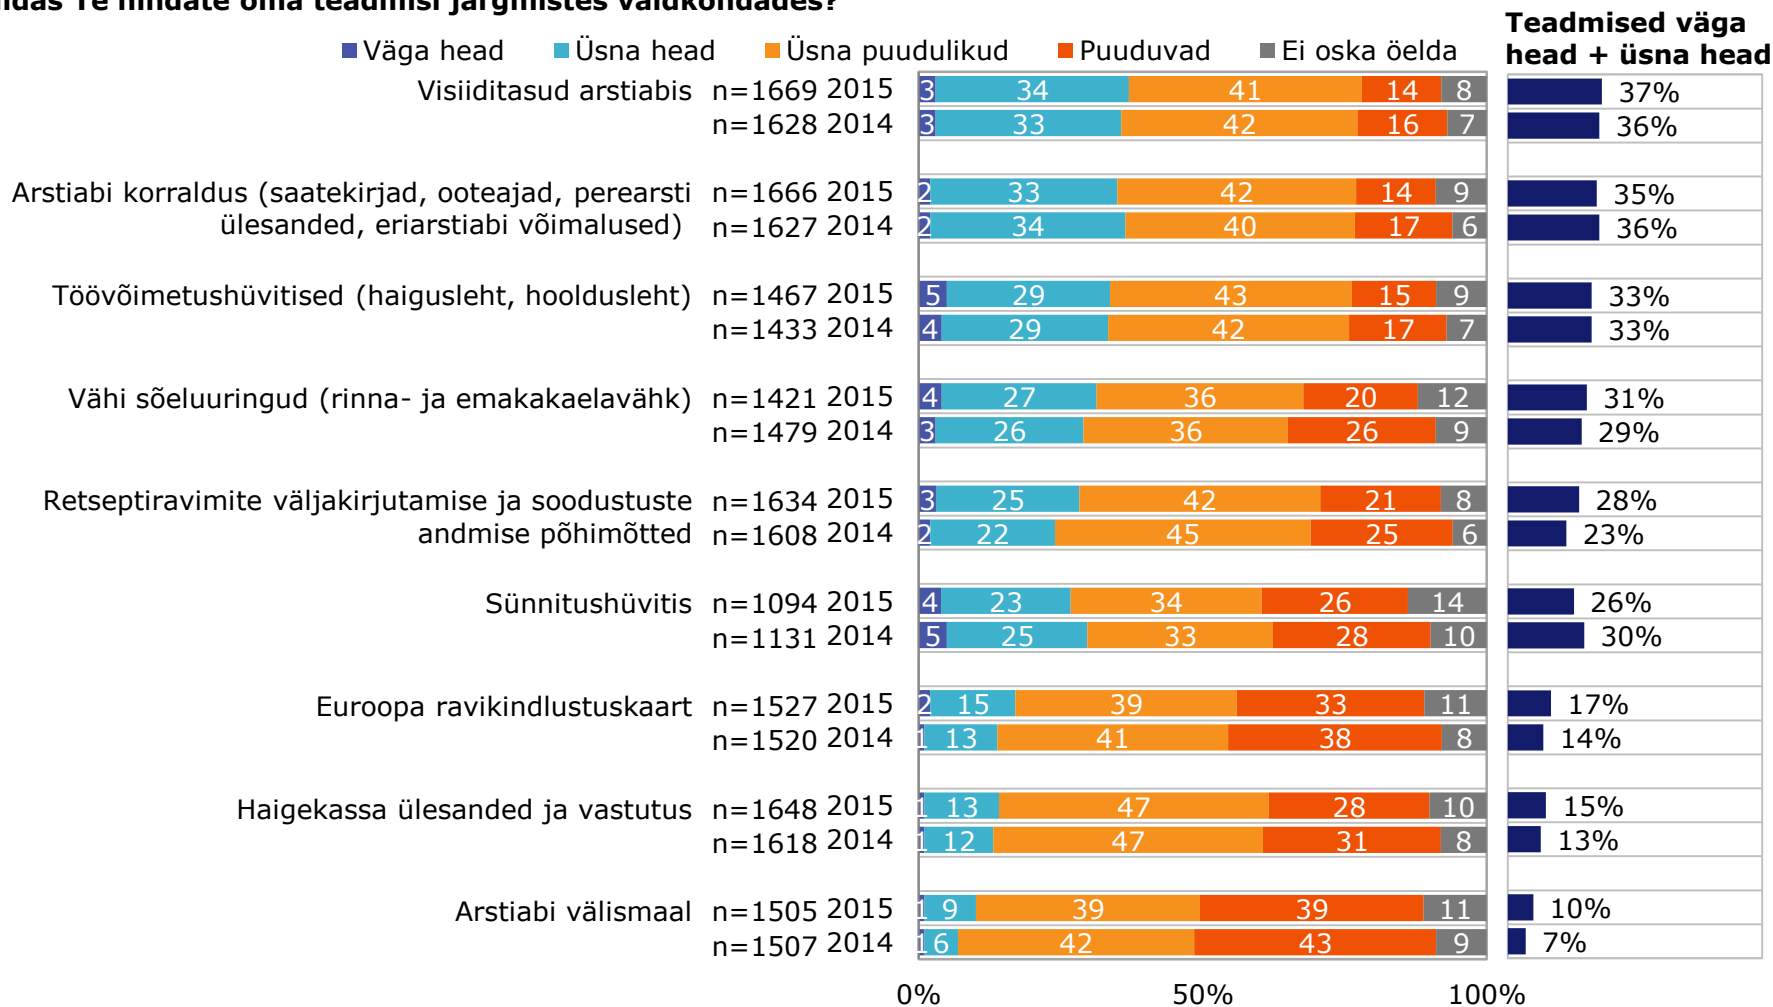 Te hindate oma teadmisi järgmistes valdkondades?
Teadmised väga
head + üsna head
Väga head Üsna head Üsna puudulikud Puuduvad Ei oska öelda
Visiiditasud arstiabis n=1669 2015 3 34 41 14 8 37%
n=1628 2014 3 33 42 16 7 36%
Arstiabi korraldus (saatekirjad, ooteajad, perearsti n=1666 2015 2 33 42 14 9 35%
ülesanded, eriarstiabi võimalused) n=1627 2014 2 34 40 17 6 36%
Töövõimetushüvitised (haigusleht, hooldusleht) n=1467 2015 5 29 43 15 9 33%
n=1433 2014 4 29 42 17 7 33%
Vähi sõeluuringud (rinna- ja emakakaelavähk) n=1421 2015 4 27 36 20 12 31%
n=1479 2014 3 26 36 26 9 29%
Retseptiravimite väljakirjutamise ja soodustuste n=1634 2015 3 25 42 21 8 28%
andmise põhimõtted n=1608 2014 2 22 45 25 6 23%
Sünnitushüvitis n=1094 2015 4 23 34 26 14 26%
n=1131 2014 5 25 33 28 10 30%
Euroopa ravikindlustuskaart n=1527 2015 2 15 39 33 11 17%
n=1520 2014 1 13 41 38 8 14%
Haigekassa ülesanded ja vastutus n=1648 2015 1 13 47 28 10 15%
n=1618 2014 1 12 47 31 8 13%
Arstiabi välismaal n=1505 2015 1 9 39 39 11 10%
n=1507 2014 1 6 42 43 9 7%
0% 50% 100%